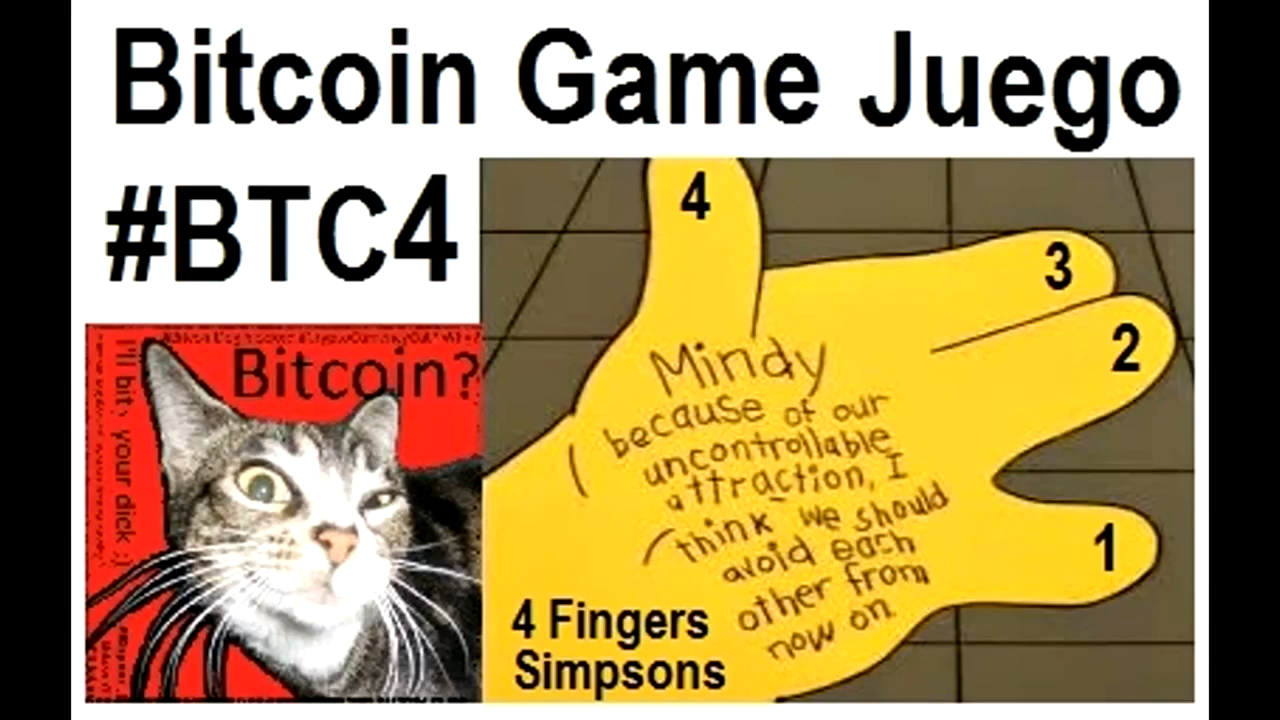 Bitcoin Game Juego
#BTC4
4
3
2
1
Bitcoin?
I'll bit, your dick :)
Mindy
because of our
uncontrollable
attraction, I
think we should
avoid each
other from
now on
4 Fingers
Simpsons